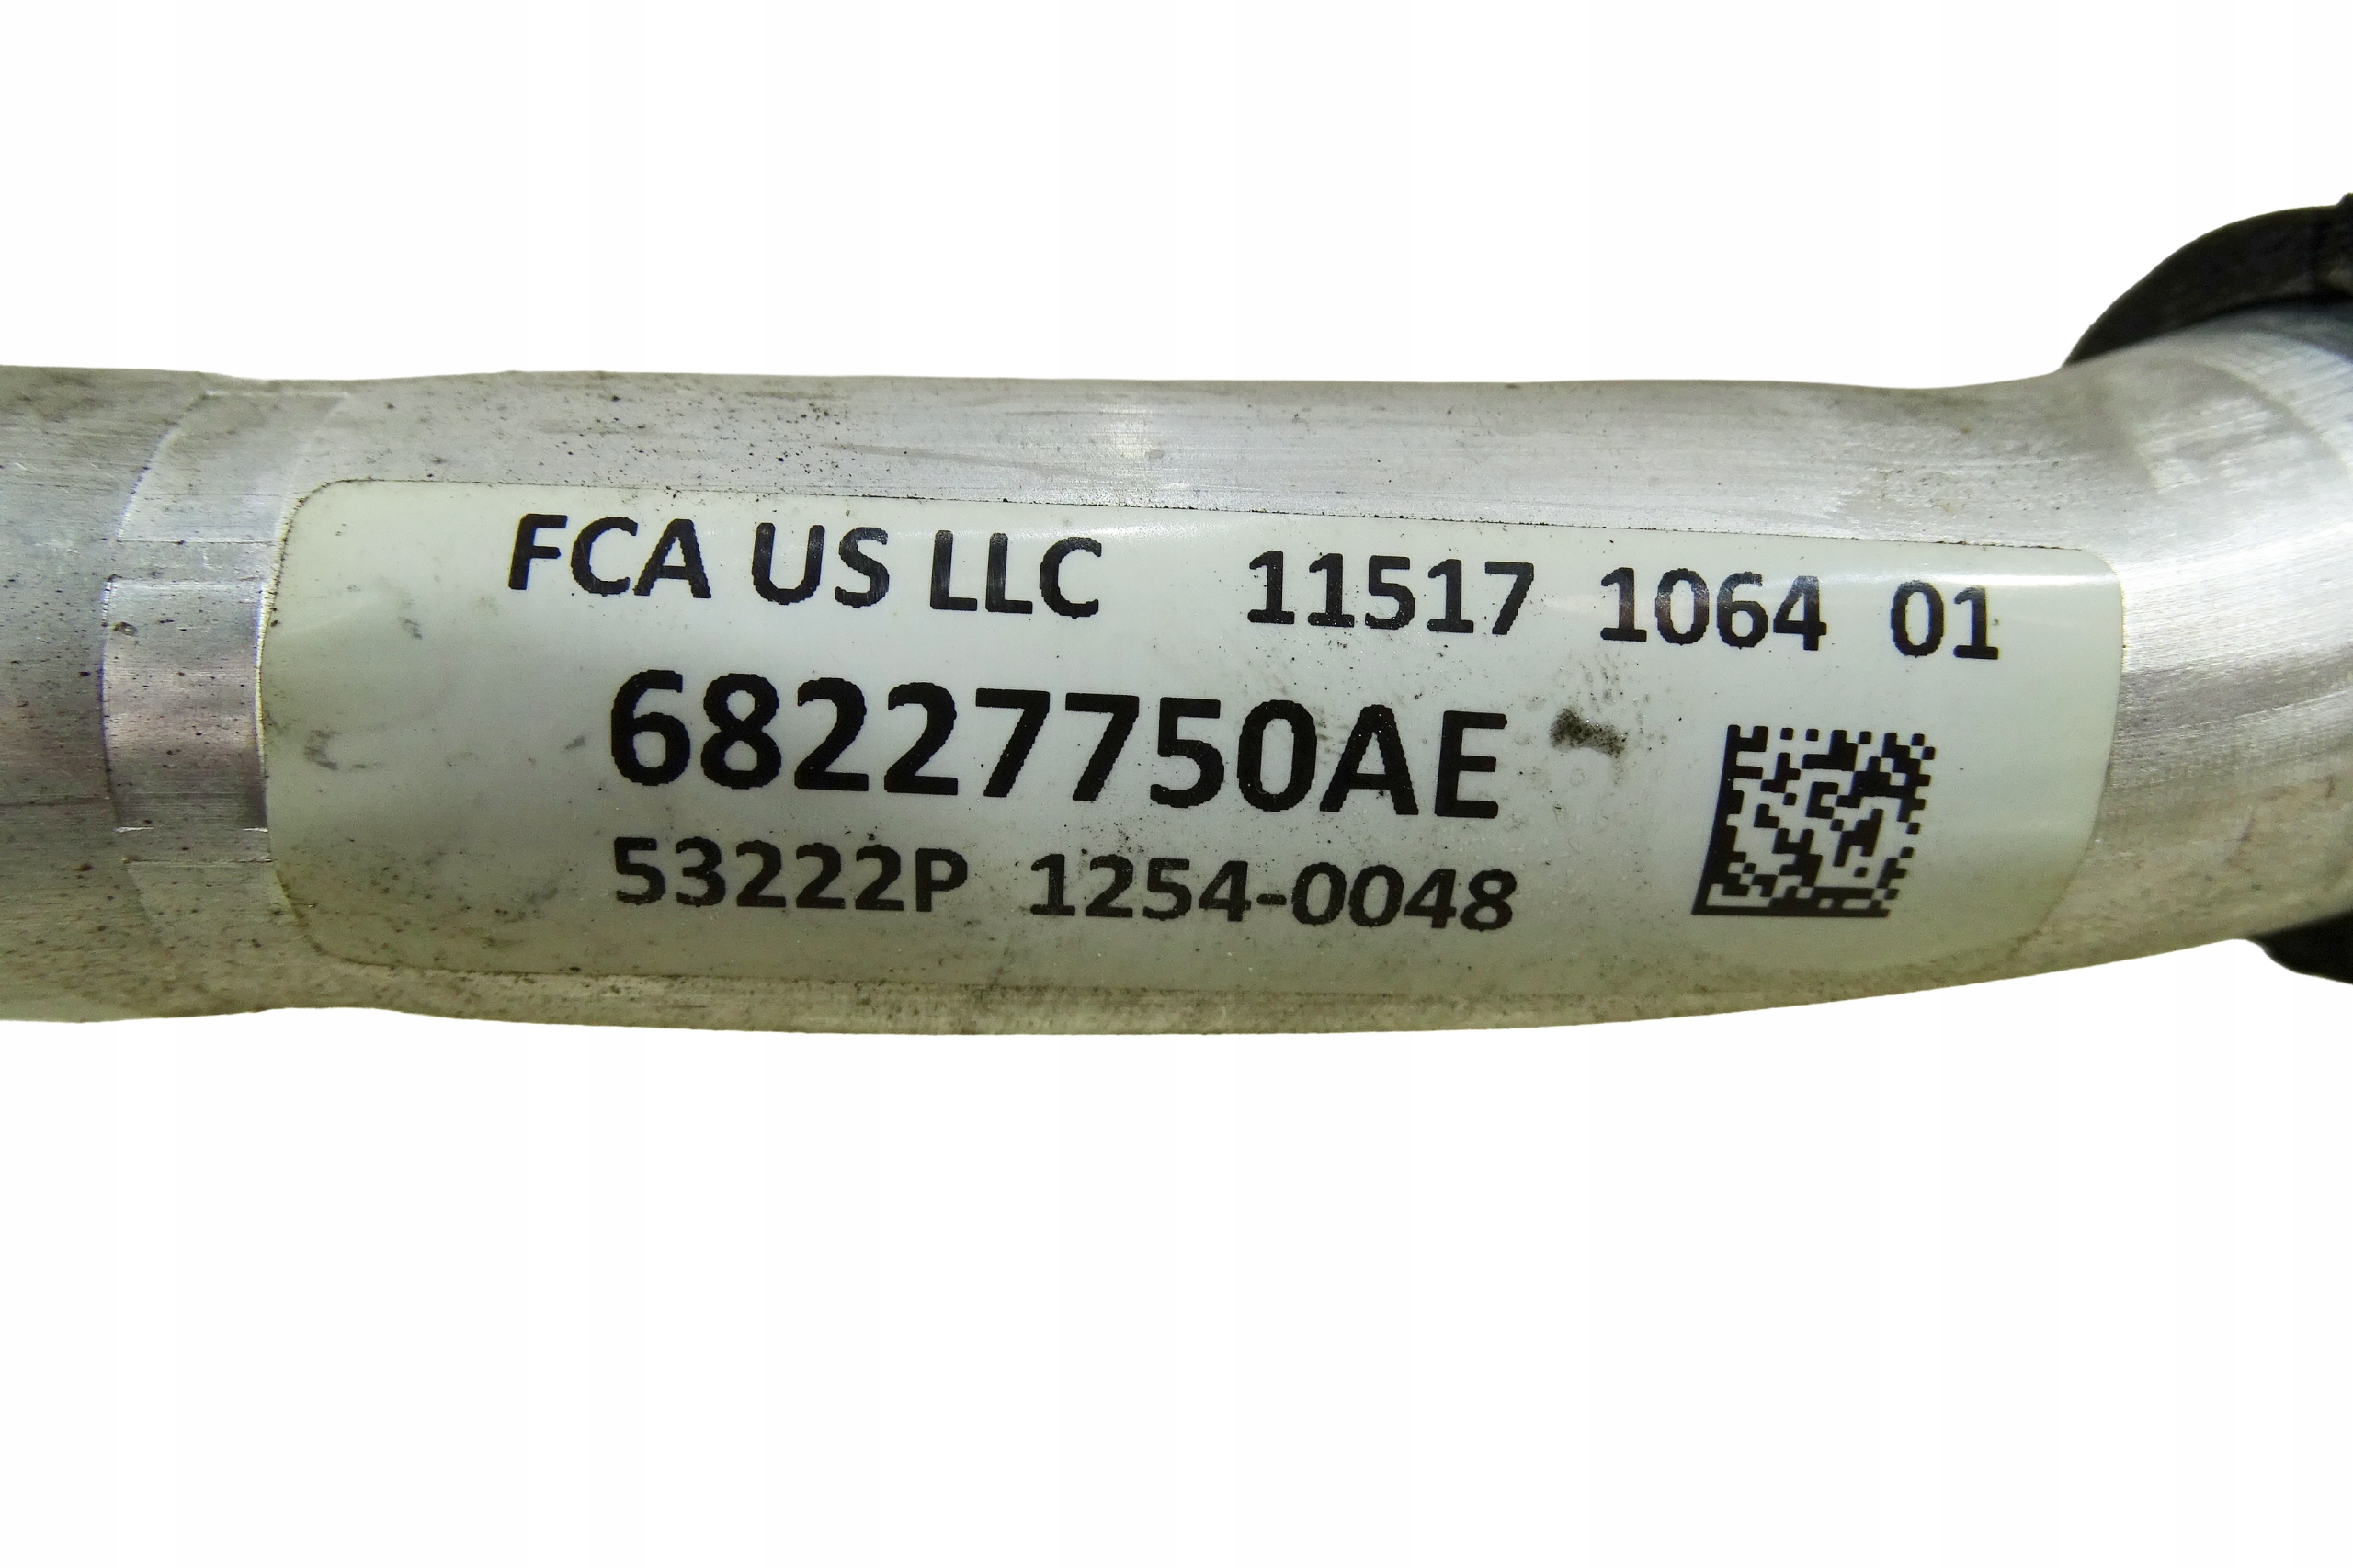 FCA US LLC 11517 1064 01
68227750AE
53222P 1254-0048